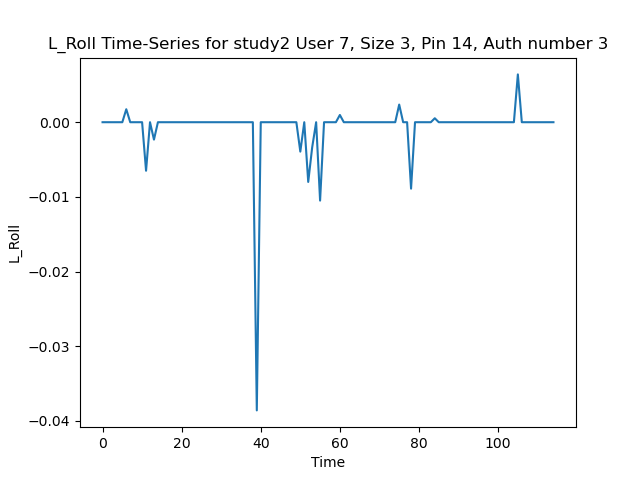 L_Roll Time-Series for study2 User 7, Size 3, Pin 14, Auth number 3
0.00
−0.01
−0.02
−0.03
−0.04
L_Roll
0 20 40 60 80 100
Time